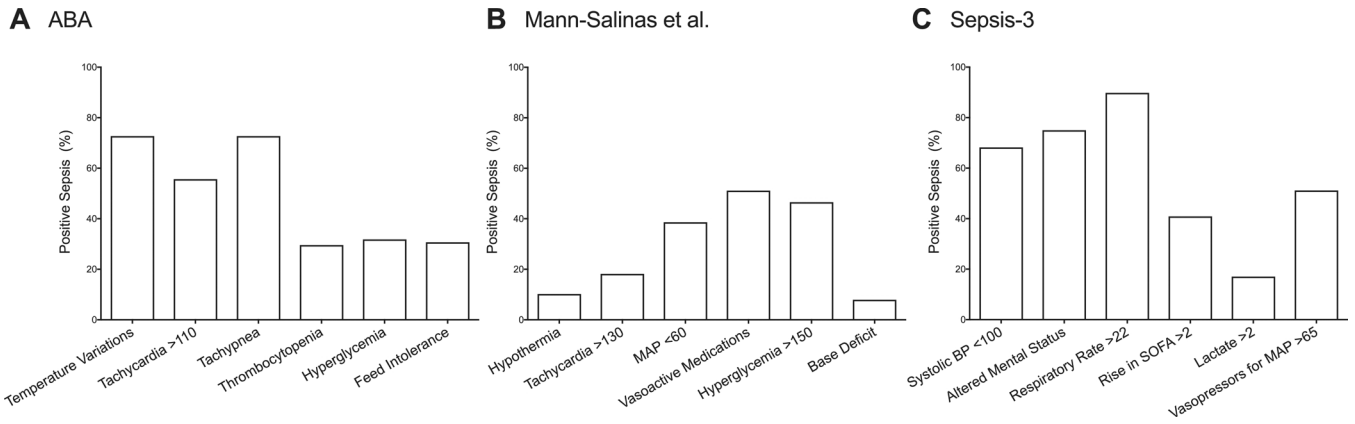 A ABA
Positive Sepsis (%)
100
80
60
40
20
0
Temperature Variations
Tachycardia >110
Tachypnea
Thrombocytopenia
Hyperglycemia
Feed Intolerance
B Mann-Salinas et al.
Positive Sepsis (%)
100
80
60
40
20
0
Hypothermia
Tachycardia >130
MAP <60
Vasoactive Medications
Hyperglycemia >150
Base Deficit
C Sepsis-3
Positive Sepsis (%)
100
80
60
40
20
0
Systolic BP <100
Altered Mental Status
Respiratory Rate >22
Rise in SOFA >2
Lactate >2
Vasopressors for MAP >65